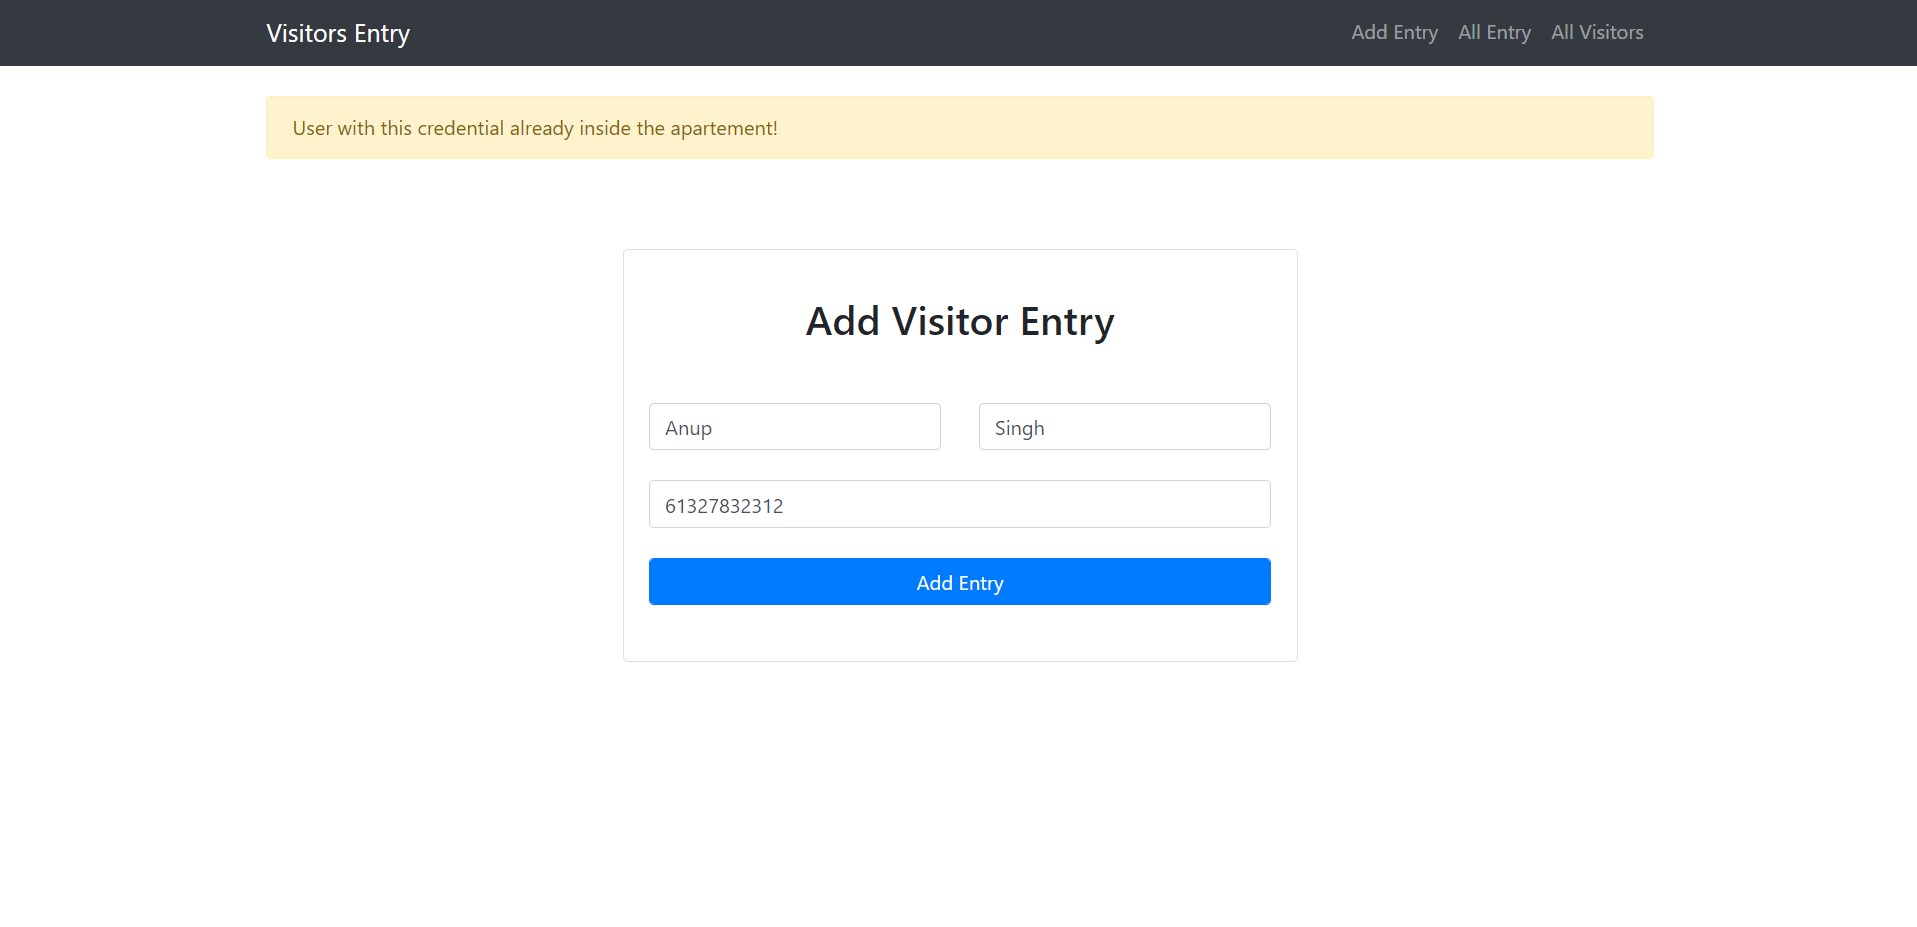 Visitors Entry Add Entry All Entry All Visitors
User with this credential already inside the apartement!
Add Visitor Entry
Anup Singh
61327832312
Add Entry